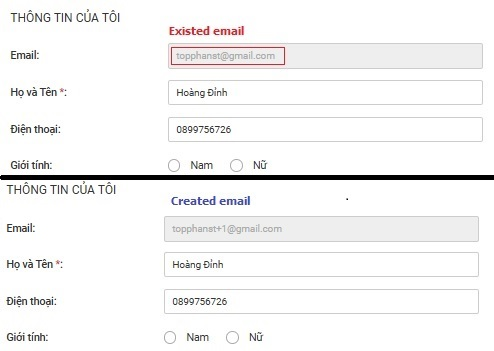 THÔNG TIN CỦA TÔI
Existed email
Email: topphanst@gmail.com
Họ và Tên *: Hoàng Đỉnh
Điện thoại: 0899756726
Giới tính: Nam Nữ
THÔNG TIN CỦA TÔI
Created email
Email: topphanst+1@gmail.com
Họ và Tên *: Hoàng Đỉnh
Điện thoại: 0899756726
Giới tính: Nam Nữ